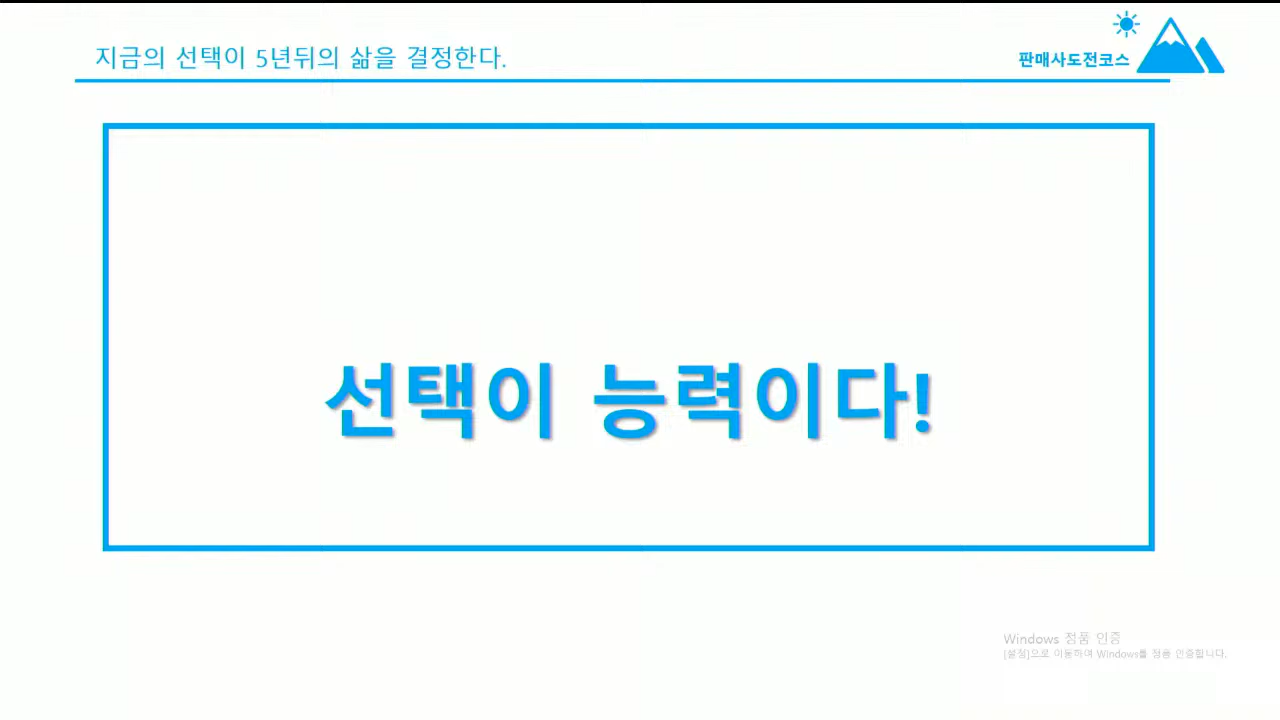 지금의 선택이 5년뒤의 삶을 결정한다.
판매사도전코스
선택이 능력이다!
Windows 정품 인증
[설정]으로 이동하여 Windows를 정품 인증합니다.